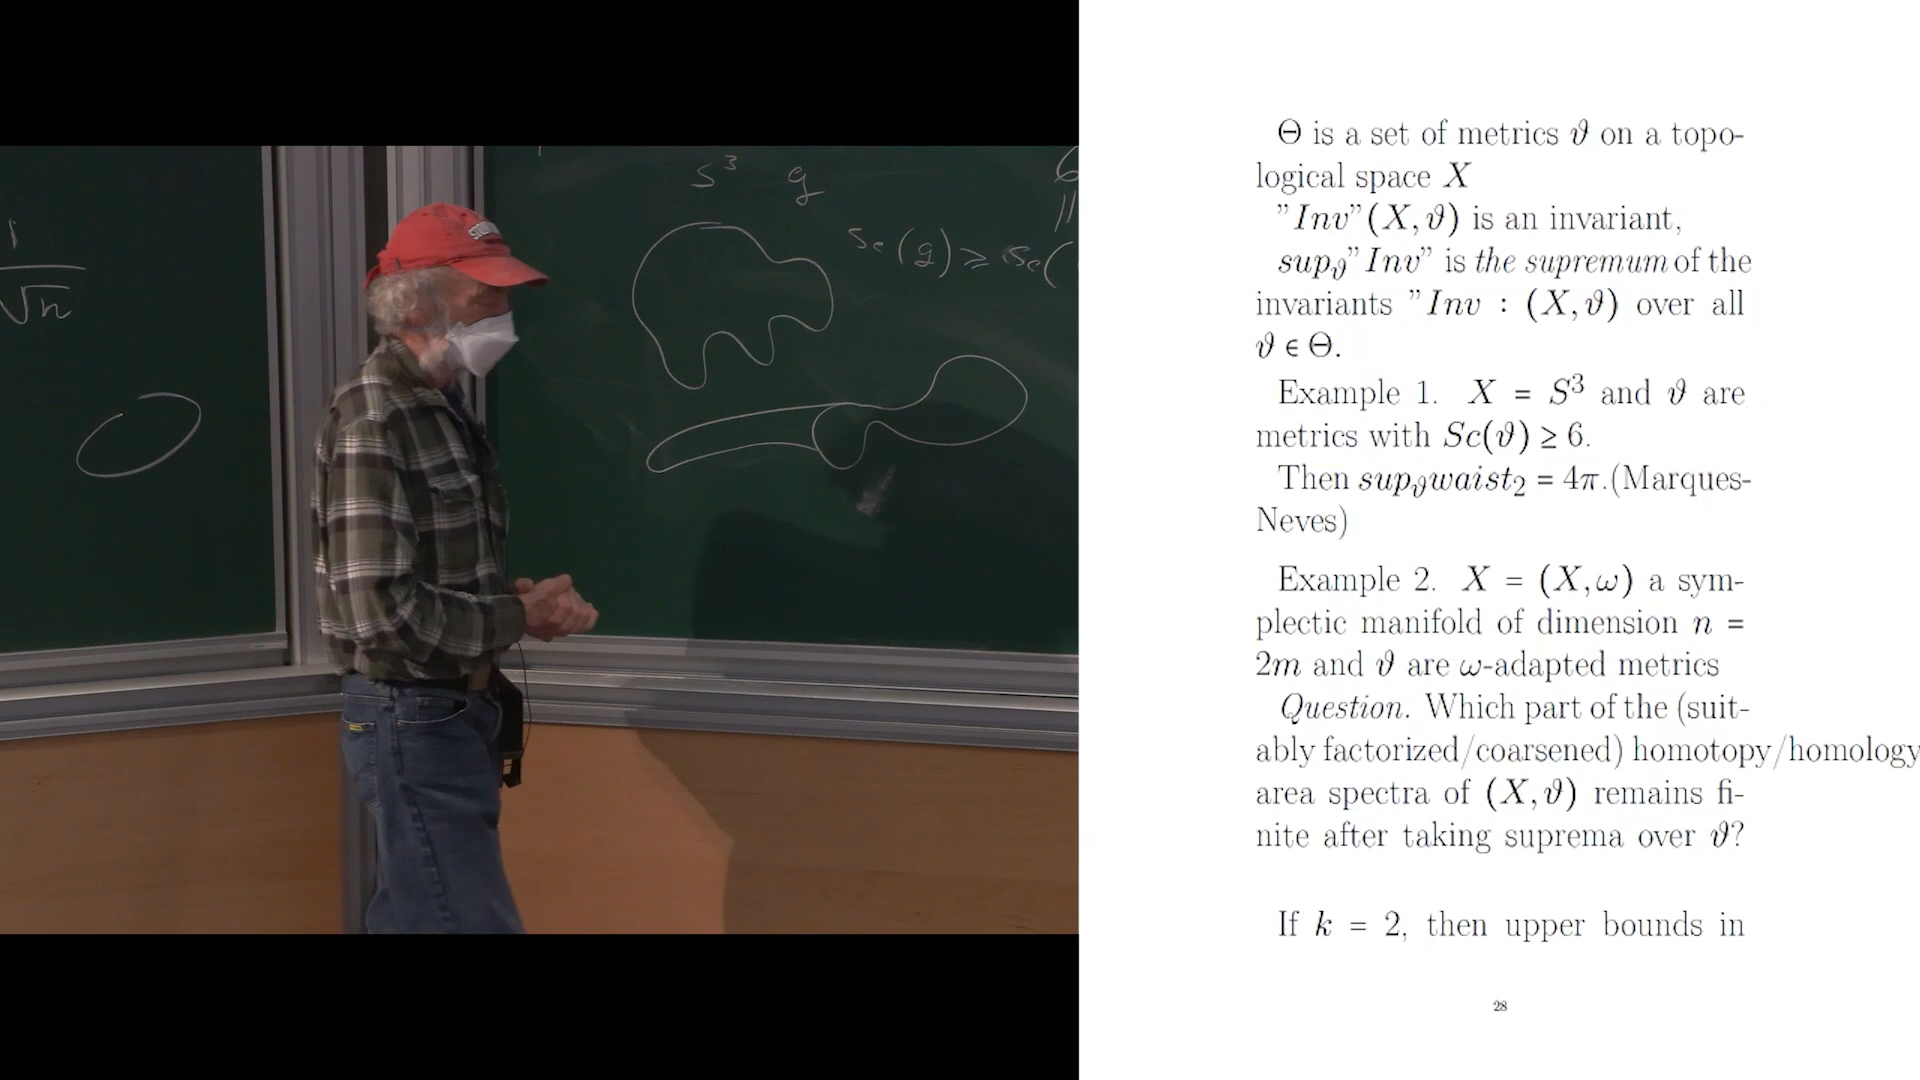 1
√n
S³ g
Sc(g) ≥ Sc(
6
||
Θ is a set of metrics ϑ on a topo-
logical space X
"Inv"(X, ϑ) is an invariant,
sup_ϑ"Inv" is the supremum of the
invariants "Inv : (X, ϑ) over all
ϑ ∈ Θ.
Example 1. X = S³ and ϑ are
metrics with Sc(ϑ) ≥ 6.
Then sup_ϑwaist₂ = 4π.(Marques-
Neves)
Example 2. X = (X, ω) a sym-
plectic manifold of dimension n =
2m and ϑ are ω-adapted metrics
Question. Which part of the (suit-
ably factorized/coarsened) homotopy/homology
area spectra of (X, ϑ) remains fi-
nite after taking suprema over ϑ?
If k = 2, then upper bounds in
28